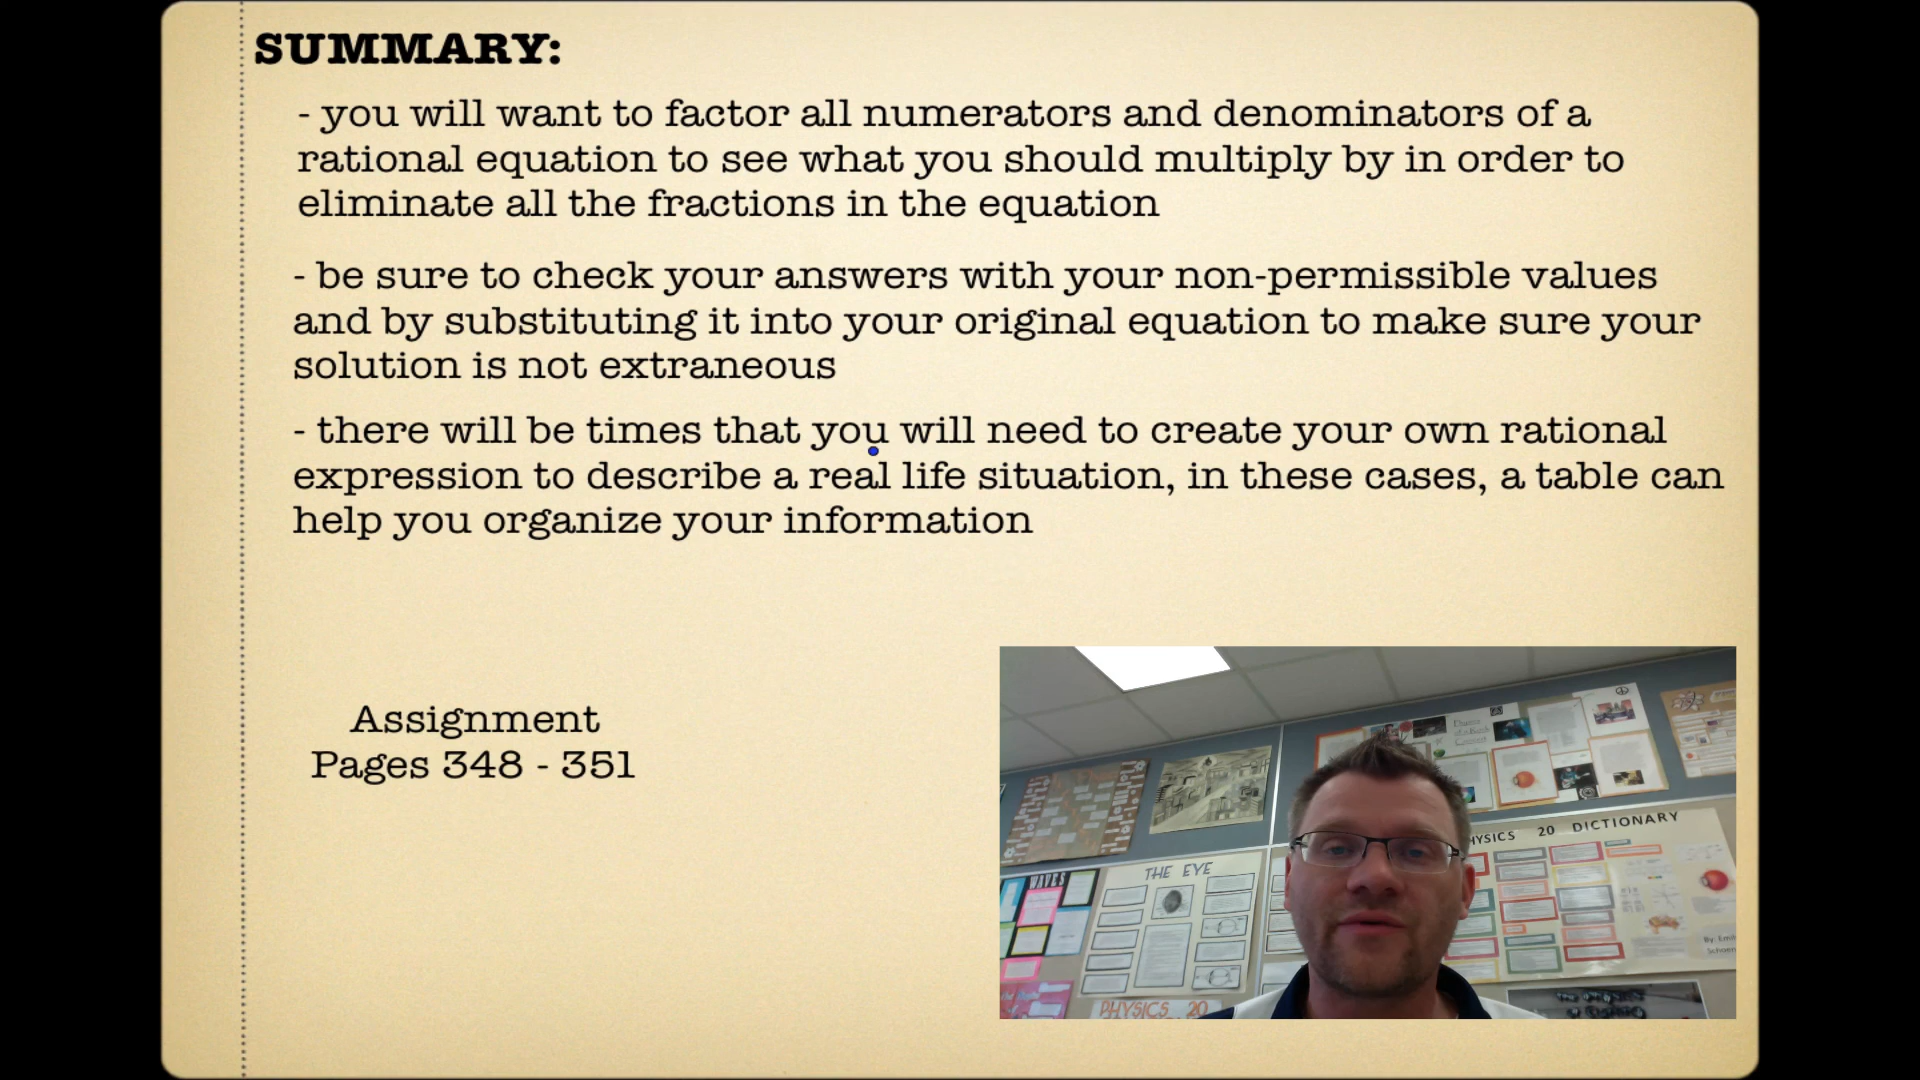 SUMMARY:
- you will want to factor all numerators and denominators of a
rational equation to see what you should multiply by in order to
eliminate all the fractions in the equation
- be sure to check your answers with your non-permissible values
and by substituting it into your original equation to make sure your
solution is not extraneous
- there will be times that you will need to create your own rational
expression to describe a real life situation, in these cases, a table can
help you organize your information
Assignment
Pages 348 - 351
PHYSICS 20 DICTIONARY
THE EYE
WAVES
By: Emi
PHYSICS 20